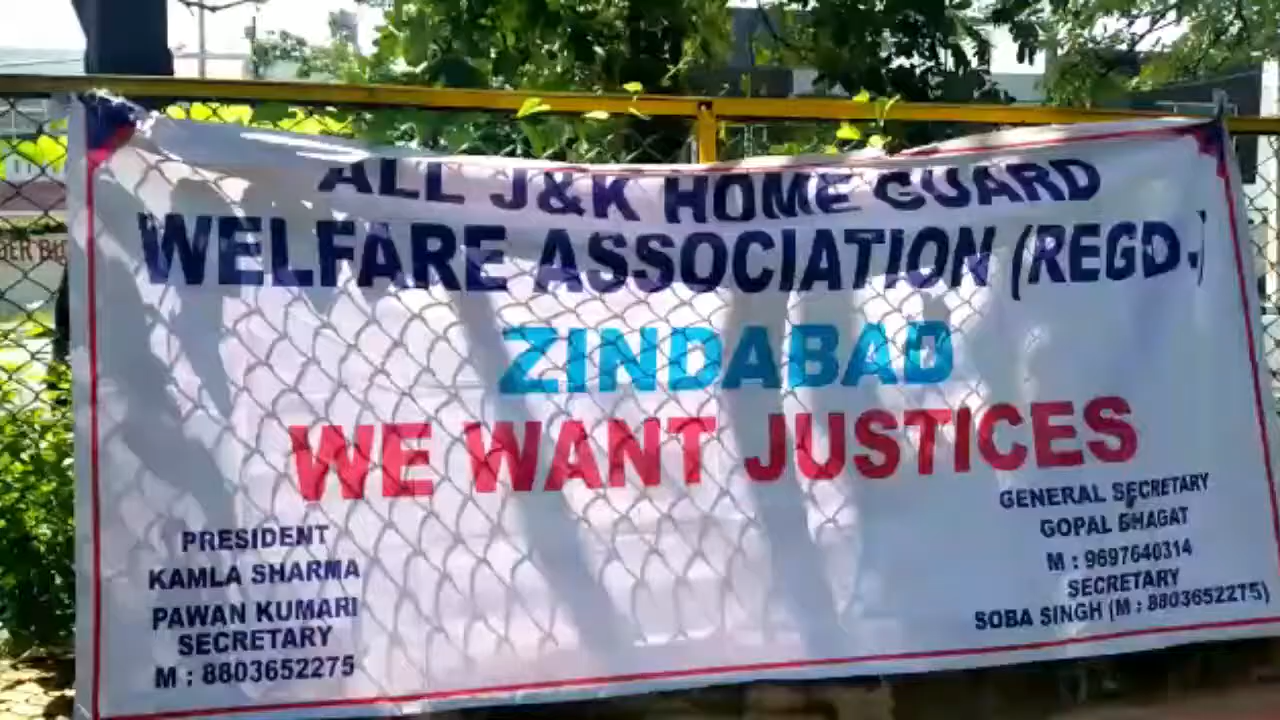 ALL J&K HOME GUARD
WELFARE ASSOCIATION (REGD.)
ZINDABAD
WE WANT JUSTICES
PRESIDENT
KAMLA SHARMA
PAWAN KUMARI
SECRETARY
M : 8803652275
GENERAL SECRETARY
GOPAL BHAGAT
M : 9697640314
SECRETARY
SOBA SINGH (M : 8803652275)